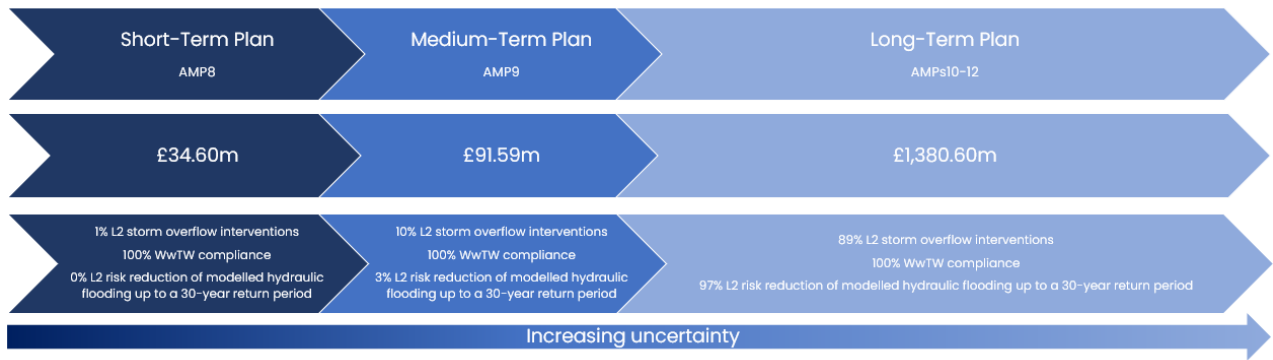 Short-Term Plan
AMP8
Medium-Term Plan
AMP9
Long-Term Plan
AMPs10-12
£34.60m
£91.59m
£1,380.60m
1% L2 storm overflow interventions
100% WwTW compliance
0% L2 risk reduction of modelled hydraulic
flooding up to a 30-year return period
10% L2 storm overflow interventions
100% WwTW compliance
3% L2 risk reduction of modelled hydraulic
flooding up to a 30-year return period
89% L2 storm overflow interventions
100% WwTW compliance
97% L2 risk reduction of modelled hydraulic flooding up to a 30-year return period
Increasing uncertainty